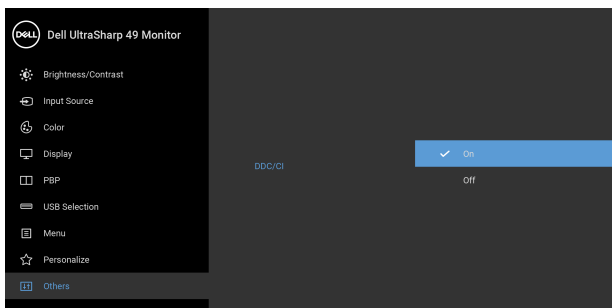 DELL
Dell UltraSharp 49 Monitor
Brightness/Contrast
Input Source
Color
Display
PBP
USB Selection
Menu
Personalize
Others
DDC/CI
On
Off